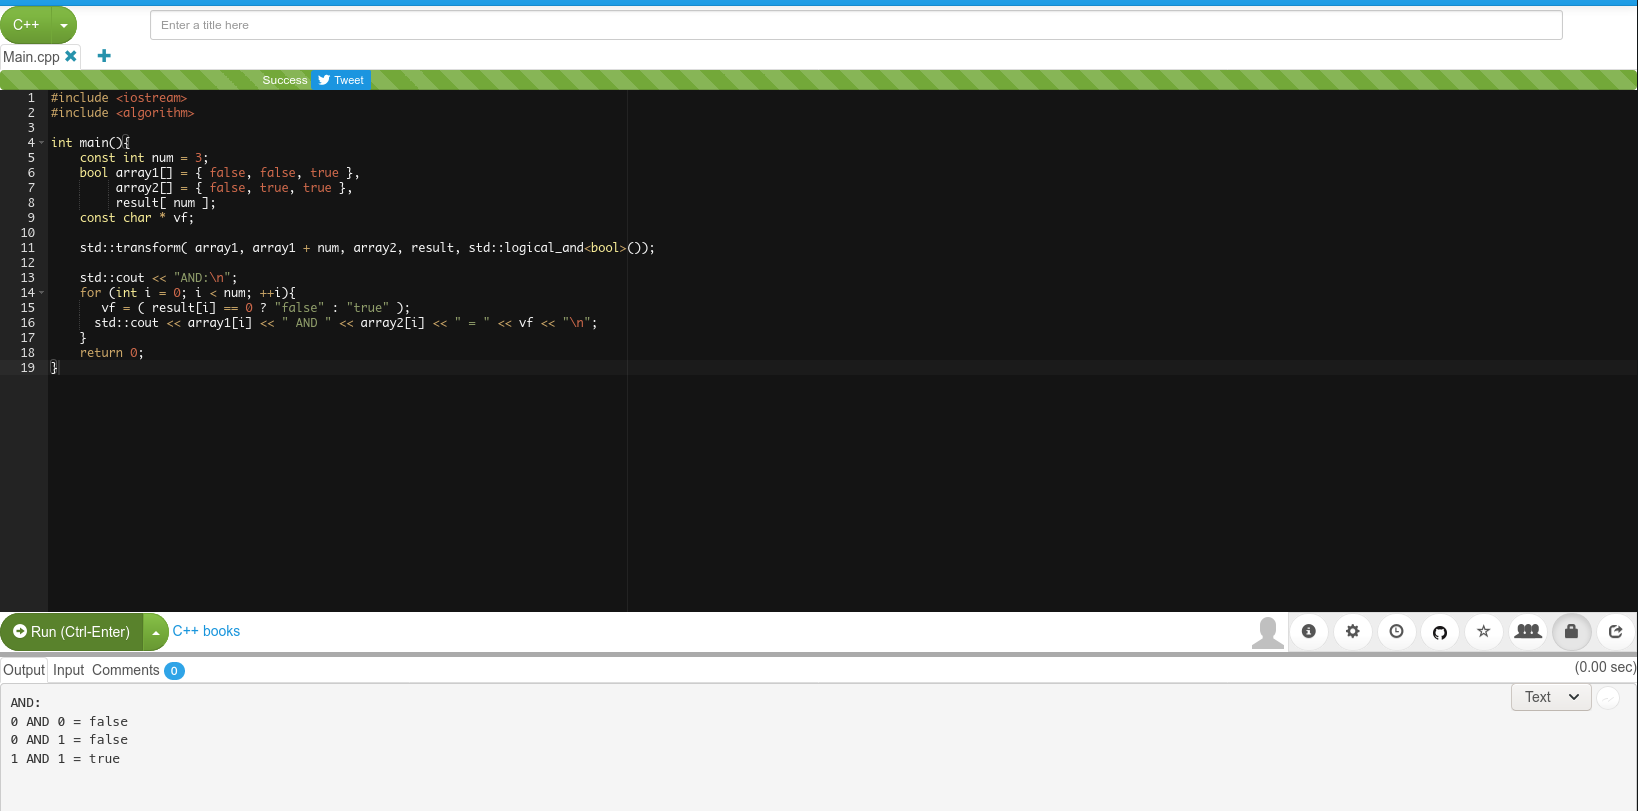 C++
Enter a title here
Main.cpp
Success Tweet
1 #include <iostream>
2 #include <algorithm>
3
4 int main(){
5     const int num = 3;
6     bool array1[] = { false, false, true },
7          array2[] = { false, true, true },
8          result[ num ];
9     const char * vf;
10
11     std::transform( array1, array1 + num, array2, result, std::logical_and<bool>());
12
13     std::cout << "AND:\n";
14     for (int i = 0; i < num; ++i){
15        vf = ( result[i] == 0 ? "false" : "true" );
16       std::cout << array1[i] << " AND " << array2[i] << " = " << vf << "\n";
17     }
18     return 0;
19 }
Run (Ctrl-Enter) C++ books
Output Input Comments 0 (0.00 sec)
Text
AND:
0 AND 0 = false
0 AND 1 = false
1 AND 1 = true